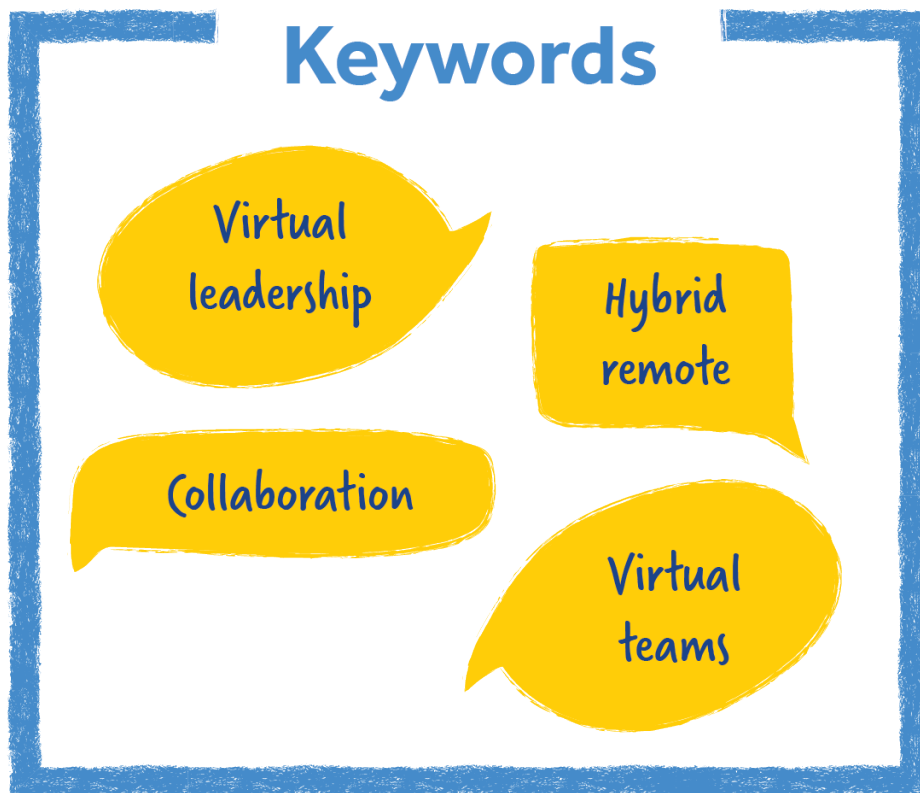 Keywords
Virtual
leadership
Hybrid
remote
Collaboration
Virtual
teams